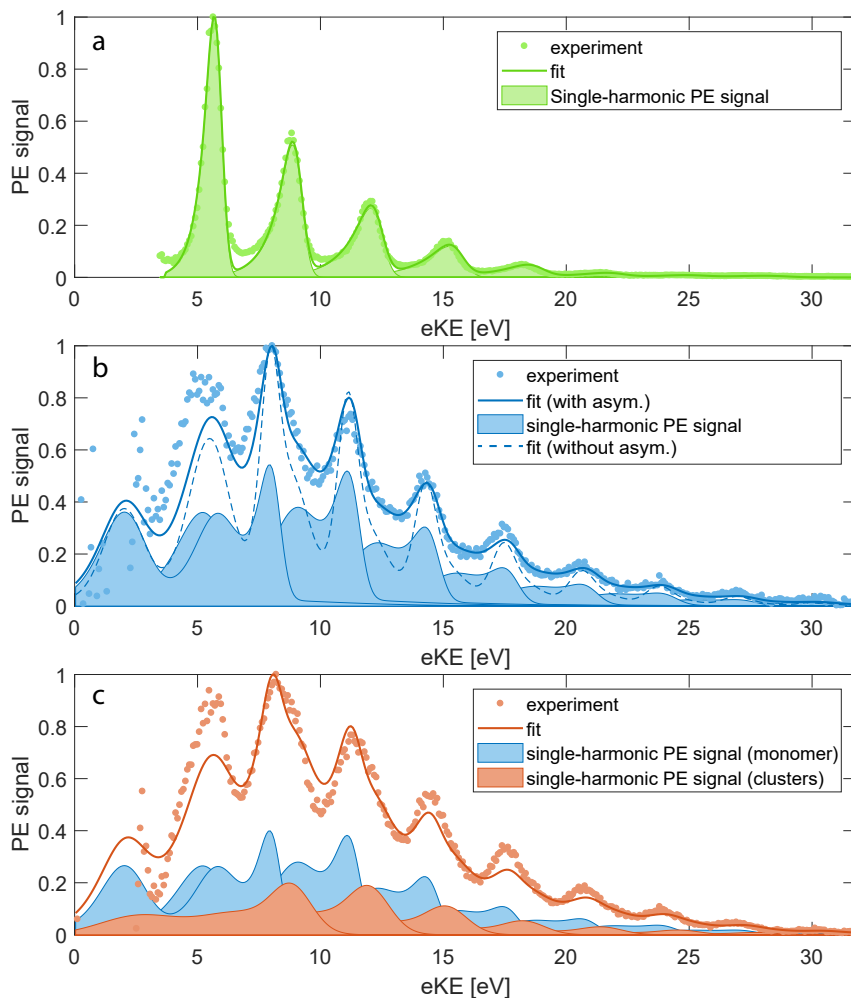 a
experiment
fit
Single-harmonic PE signal
PE signal
1
0.8
0.6
0.4
0.2
0
0 5 10 15 20 25 30
eKE [eV]
b
experiment
fit (with asym.)
single-harmonic PE signal
fit (without asym.)
PE signal
1
0.8
0.6
0.4
0.2
0
0 5 10 15 20 25 30
eKE [eV]
c
experiment
fit
single-harmonic PE signal (monomer)
single-harmonic PE signal (clusters)
PE signal
1
0.8
0.6
0.4
0.2
0
0 5 10 15 20 25 30
eKE [eV]